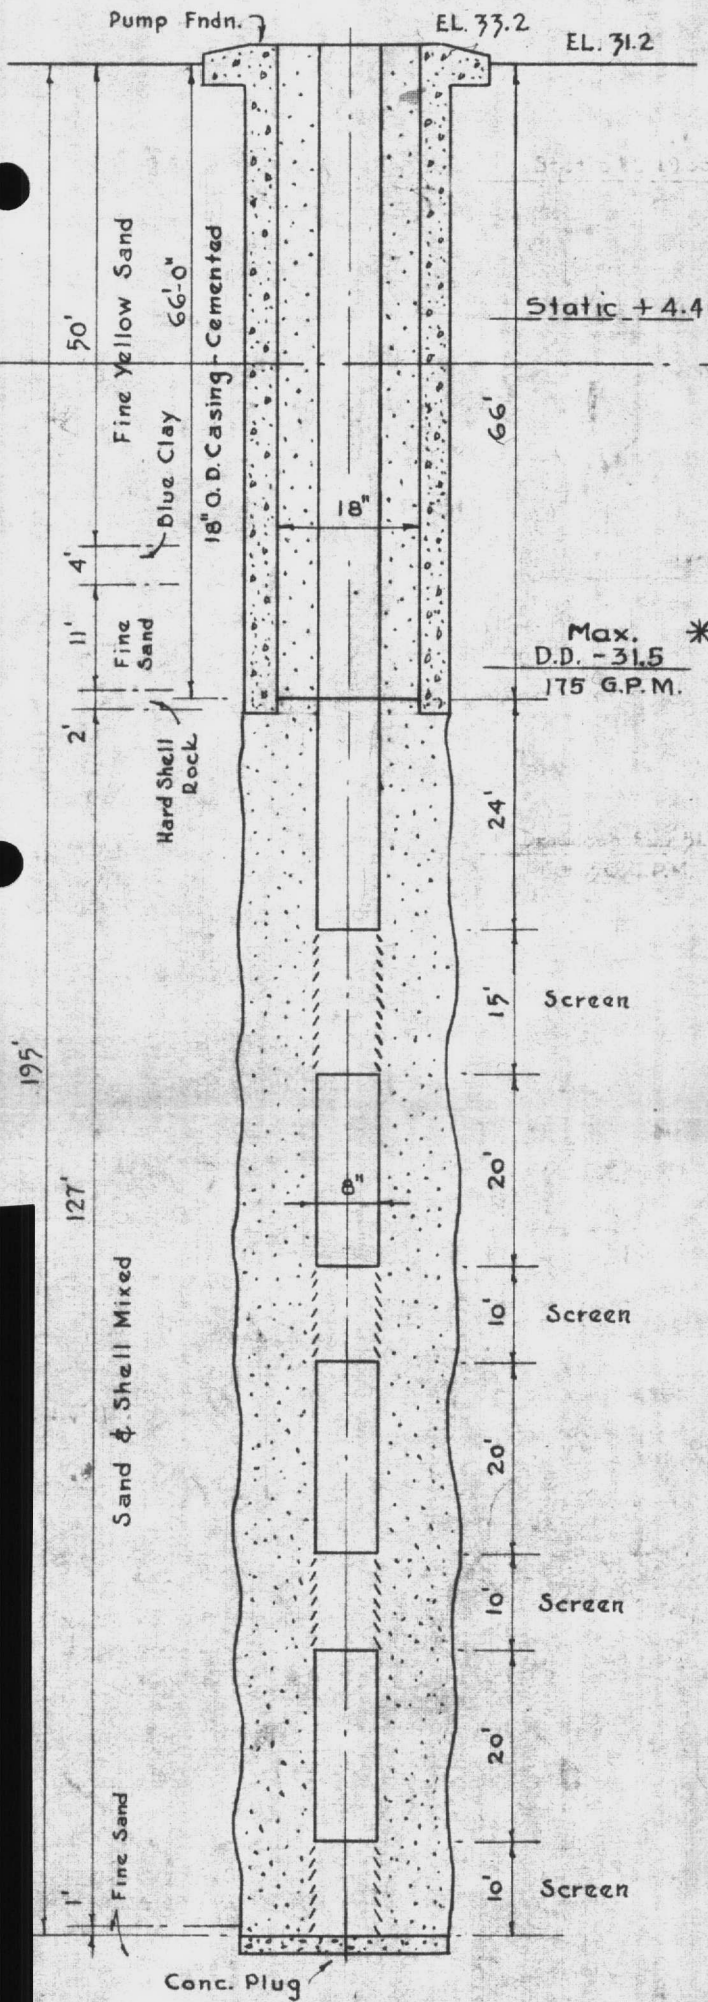 Pump Fndn.
EL. 33.2
EL. 31.2
50'
Fine Yellow Sand
66'-0"
18" O.D. Casing - Cemented
Static + 4.4
66'
Blue Clay
18"
4'
11'
Fine
Sand
Max. *
D.D. - 31.5
175 G.P.M.
2'
Hard Shell
Rock
24'
15'
Screen
195'
127'
20'
8"
Sand & Shell Mixed
10'
Screen
20'
10'
Screen
20'
1'
Fine Sand
10'
Screen
Conc. Plug